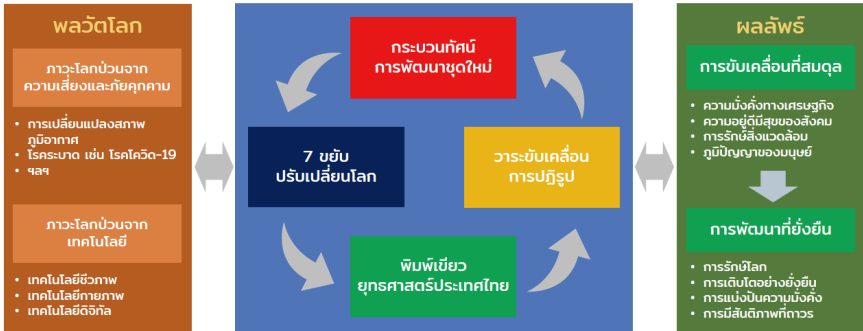 พลวัตโลก
ภาวะโลกป่วนจาก
ความเสี่ยงและภัยคุกคาม
• การเปลี่ยนแปลงสภาพ
ภูมิอากาศ
• โรคระบาด เช่น โรคโควิด-19
• ฯลฯ
ภาวะโลกป่วนจาก
เทคโนโลยี
• เทคโนโลยีชีวภาพ
• เทคโนโลยีกายภาพ
• เทคโนโลยีดิจิทัล
กระบวนทัศน์
การพัฒนาชุดใหม่
7 ขยับ
ปรับเปลี่ยนโลก
วาระขับเคลื่อน
การปฏิรูป
พิมพ์เขียว
ยุทธศาสตร์ประเทศไทย
ผลลัพธ์
การขับเคลื่อนที่สมดุล
• ความมั่งคั่งทางเศรษฐกิจ
• ความอยู่ดีมีสุขของสังคม
• การรักษ์สิ่งแวดล้อม
• ภูมิปัญญาของมนุษย์
การพัฒนาที่ยั่งยืน
• การรักษ์โลก
• การเติบโตอย่างยั่งยืน
• การแบ่งปันความมั่งคั่ง
• การมีสันติภาพที่ถาวร